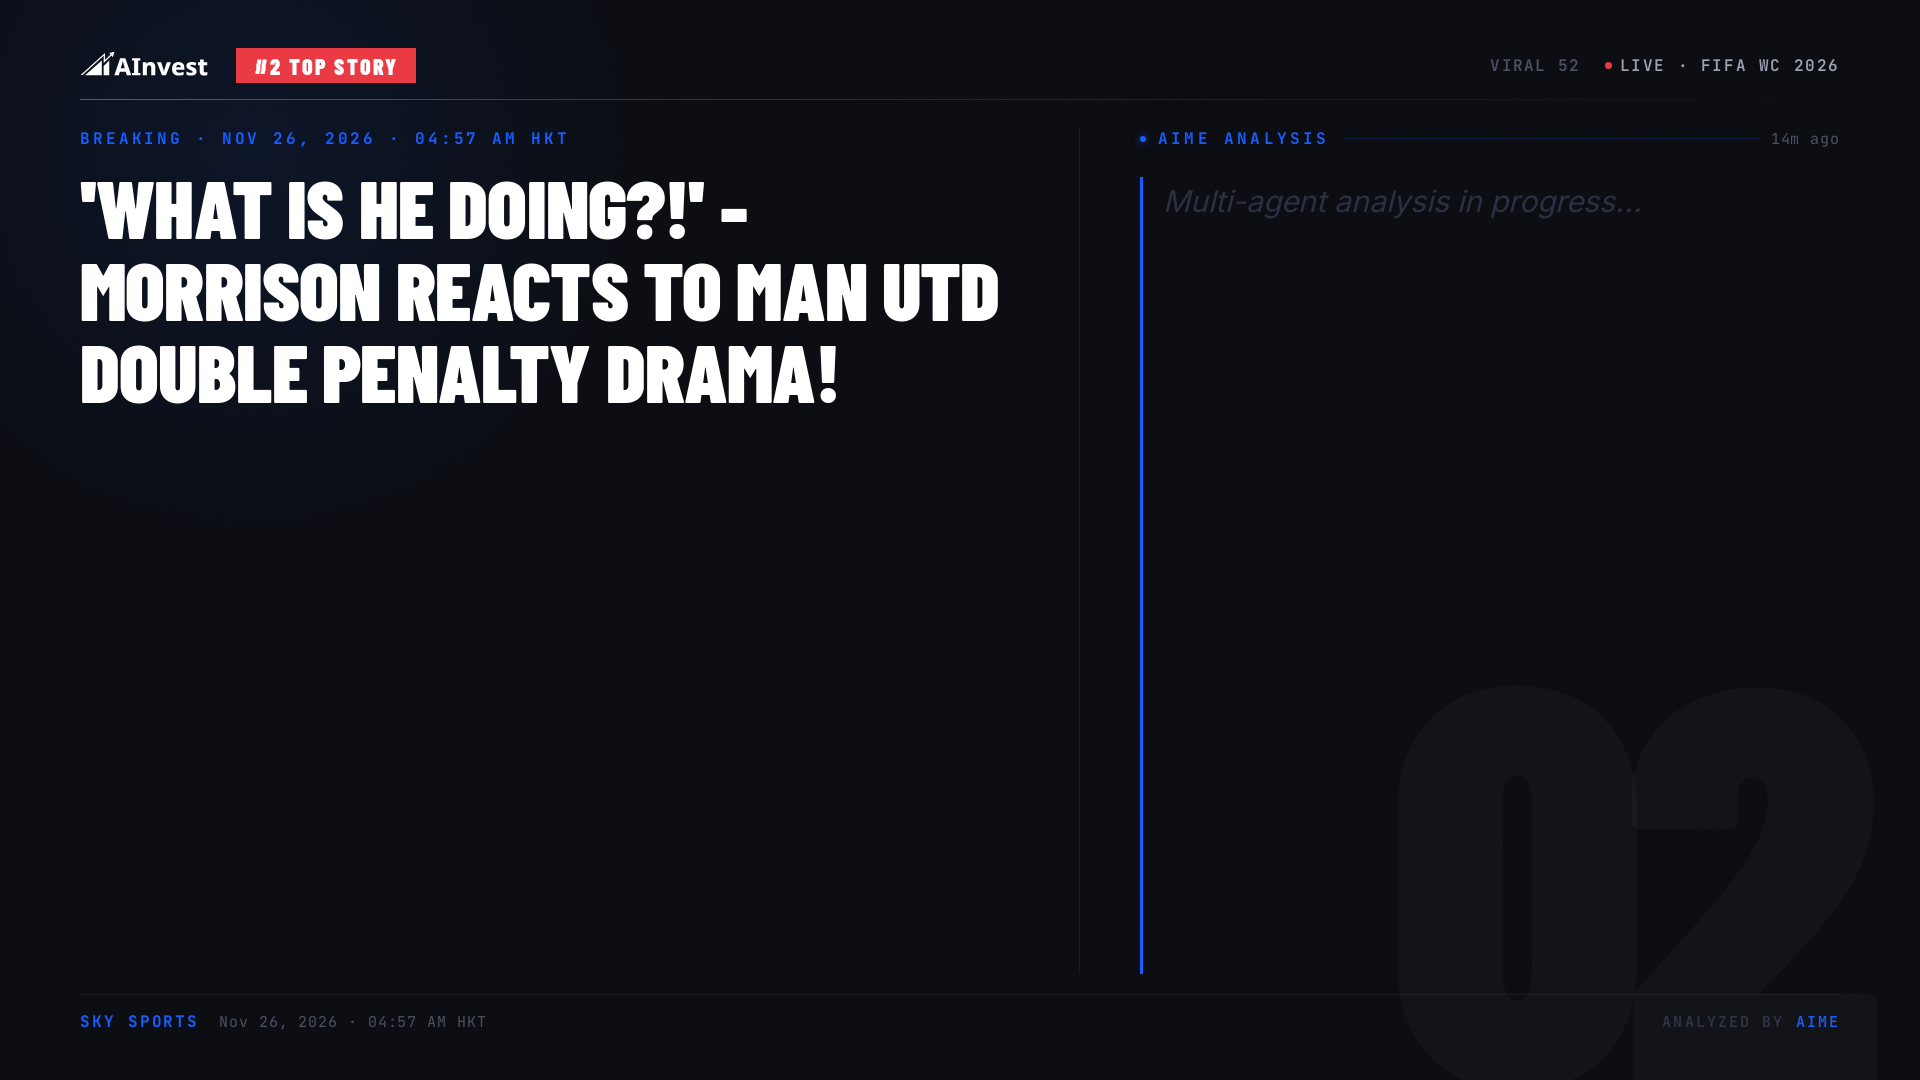 AInvest
#2 TOP STORY
VIRAL 52
LIVE · FIFA WC 2026
BREAKING · NOV 26, 2026 · 04:57 AM HKT
'WHAT IS HE DOING?!' -
MORRISON REACTS TO MAN UTD
DOUBLE PENALTY DRAMA!
AIME ANALYSIS
14m ago
Multi-agent analysis in progress...
02
SKY SPORTS
Nov 26, 2026 · 04:57 AM HKT
ANALYZED BY AIME